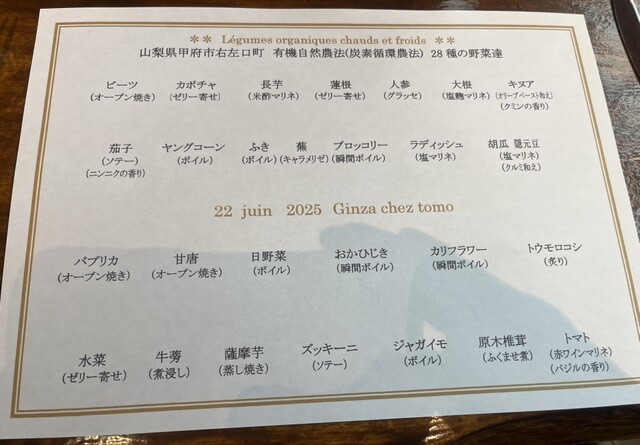 ** Légumes organiques chauds et froids **
山梨県甲府市右左口町 有機自然農法(炭素循環農法) 28種の野菜達
ビーツ カボチャ 長芋 蓮根 人参 大根 キヌア
(オーブン焼き) (ゼリー寄せ) (米酢マリネ) (ゼリー寄せ) (グラッセ) (塩麹マリネ) (オリーブペースト和え)
(クミンの香り)
茄子 ヤングコーン ふき 蕪 ブロッコリー ラディッシュ 胡瓜 隠元豆
(ソテー) (ボイル) (ボイル) (キャラメリゼ) (瞬間ボイル) (塩マリネ) (塩マリネ)
(ニンニクの香り) (クルミ和え)
22 juin 2025 Ginza chez tomo
パプリカ 甘唐 日野菜 おかひじき カリフラワー トウモロコシ
(オーブン焼き) (オーブン焼き) (ボイル) (瞬間ボイル) (瞬間ボイル) (炙り)
水菜 牛蒡 薩摩芋 ズッキーニ ジャガイモ 原木椎茸 トマト
(ゼリー寄せ) (煮浸し) (蒸し焼き) (ソテー) (ボイル) (ふくませ煮) (赤ワインマリネ)
(バジルの香り)